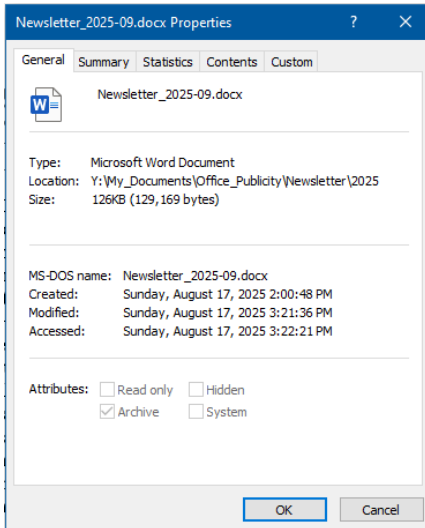 Newsletter_2025-09.docx Properties ? ×
General Summary Statistics Contents Custom
W
Newsletter_2025-09.docx
Type: Microsoft Word Document
Location: Y:\My_Documents\Office_Publicity\Newsletter\2025
Size: 126KB (129,169 bytes)
MS-DOS name: Newsletter_2025-09.docx
Created: Sunday, August 17, 2025 2:00:48 PM
Modified: Sunday, August 17, 2025 3:21:36 PM
Accessed: Sunday, August 17, 2025 3:22:21 PM
Attributes: Read only Hidden
Archive System
OK Cancel